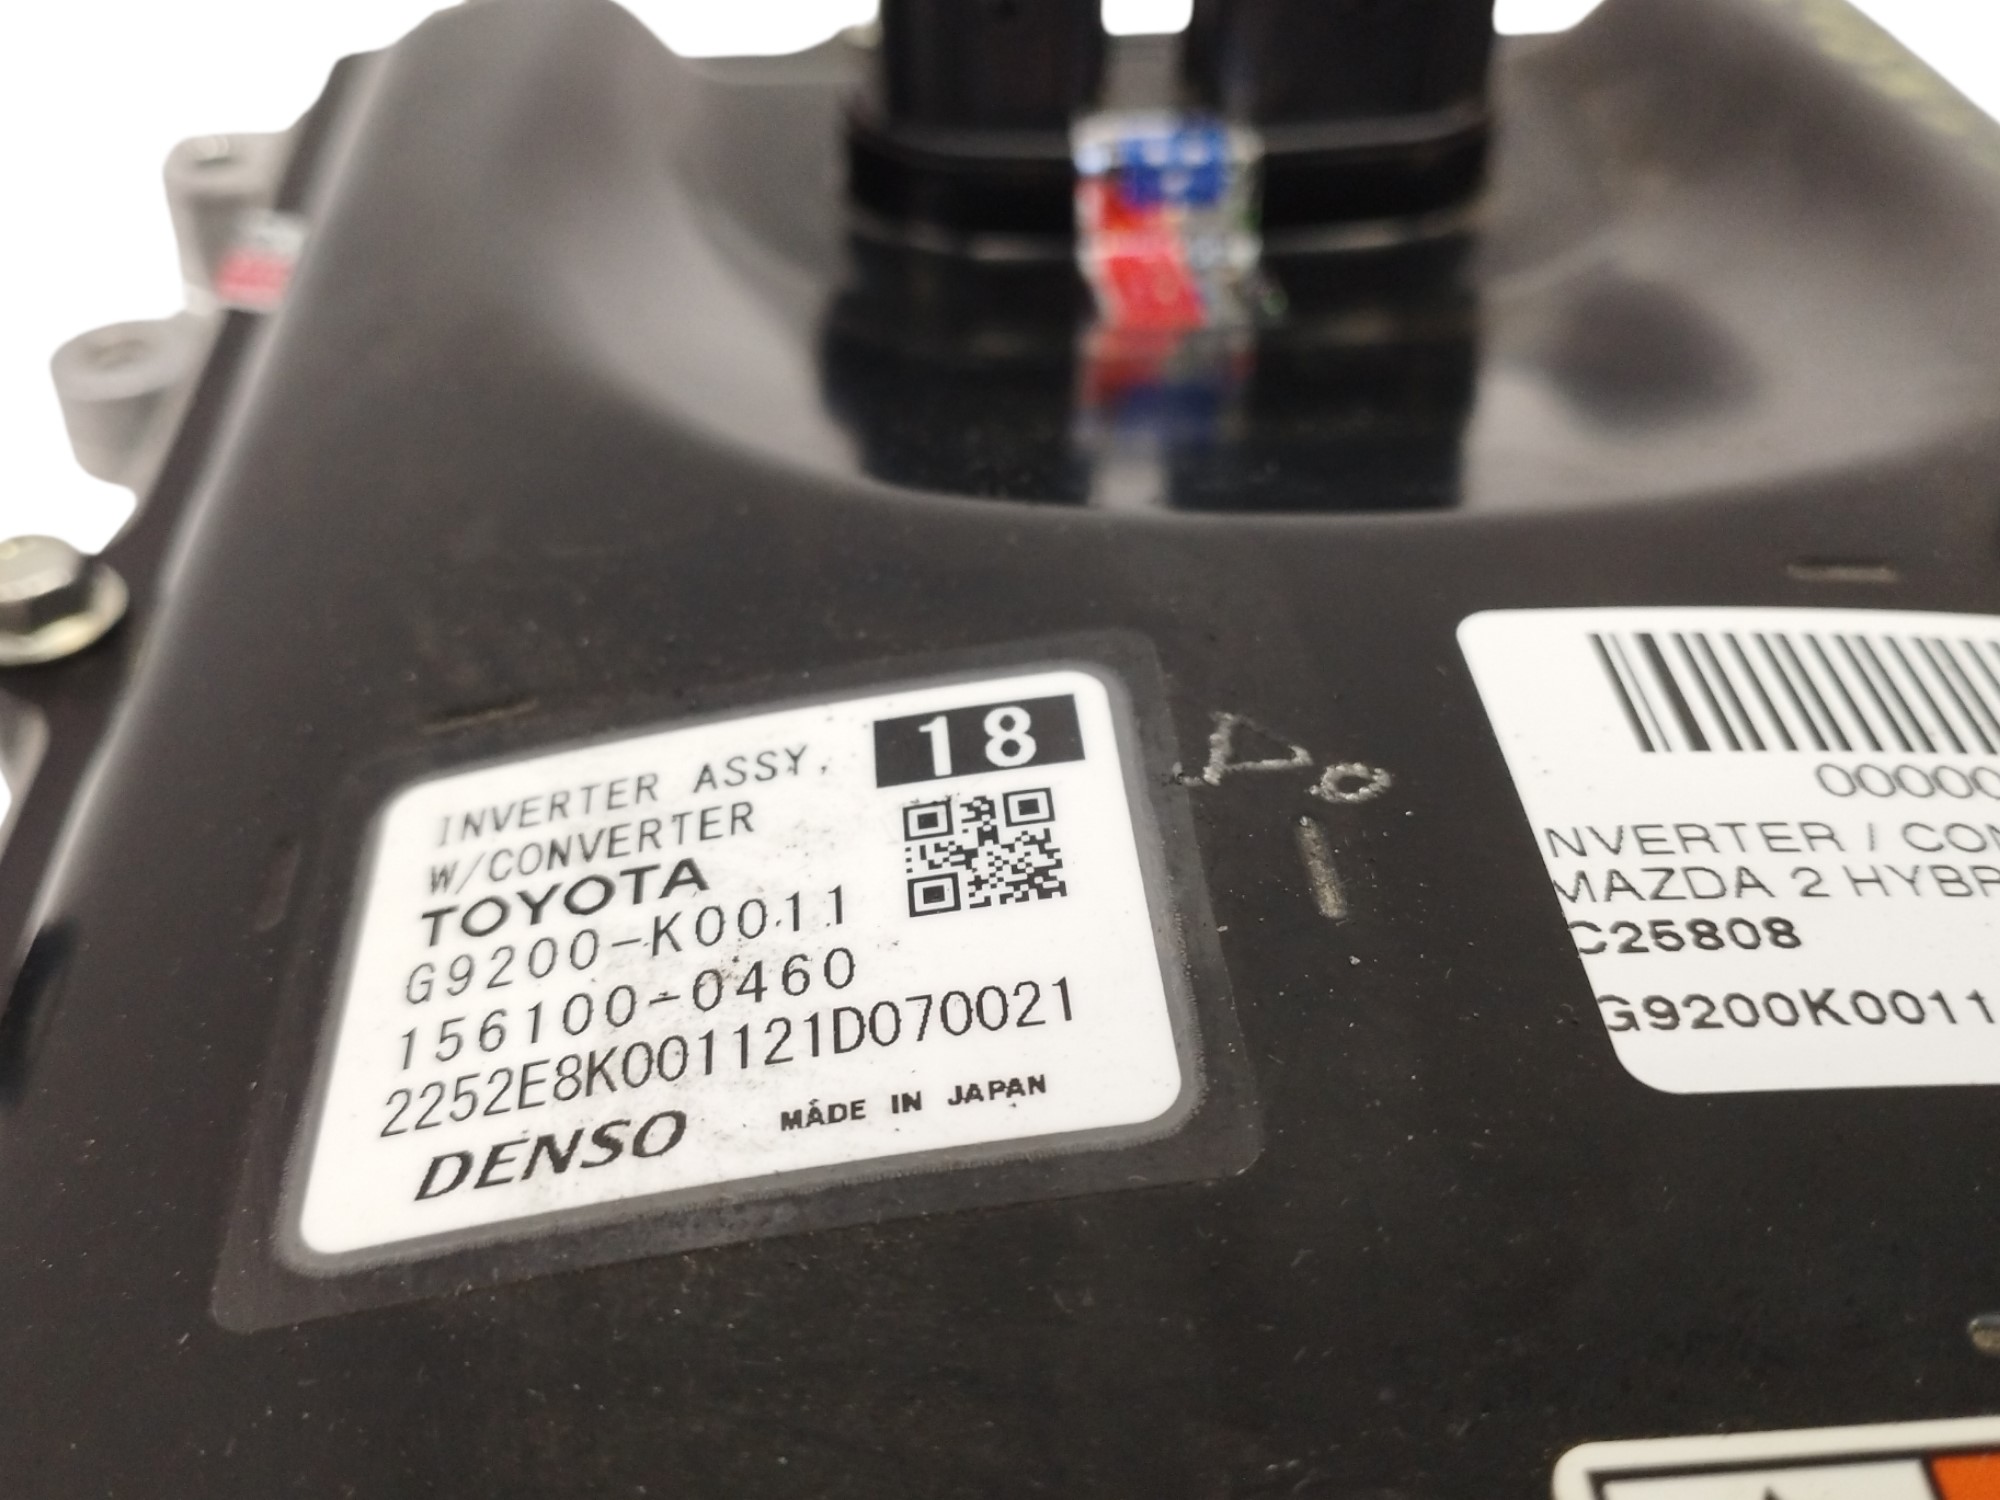 18
INVERTER ASSY,
W/CONVERTER
TOYOTA
G9200-K0011
156100-0460
2252E8K001121D070021
DENSO MADE IN JAPAN
00000
NVERTER / CON
MAZDA 2 HYBR
C25808
G9200K0011